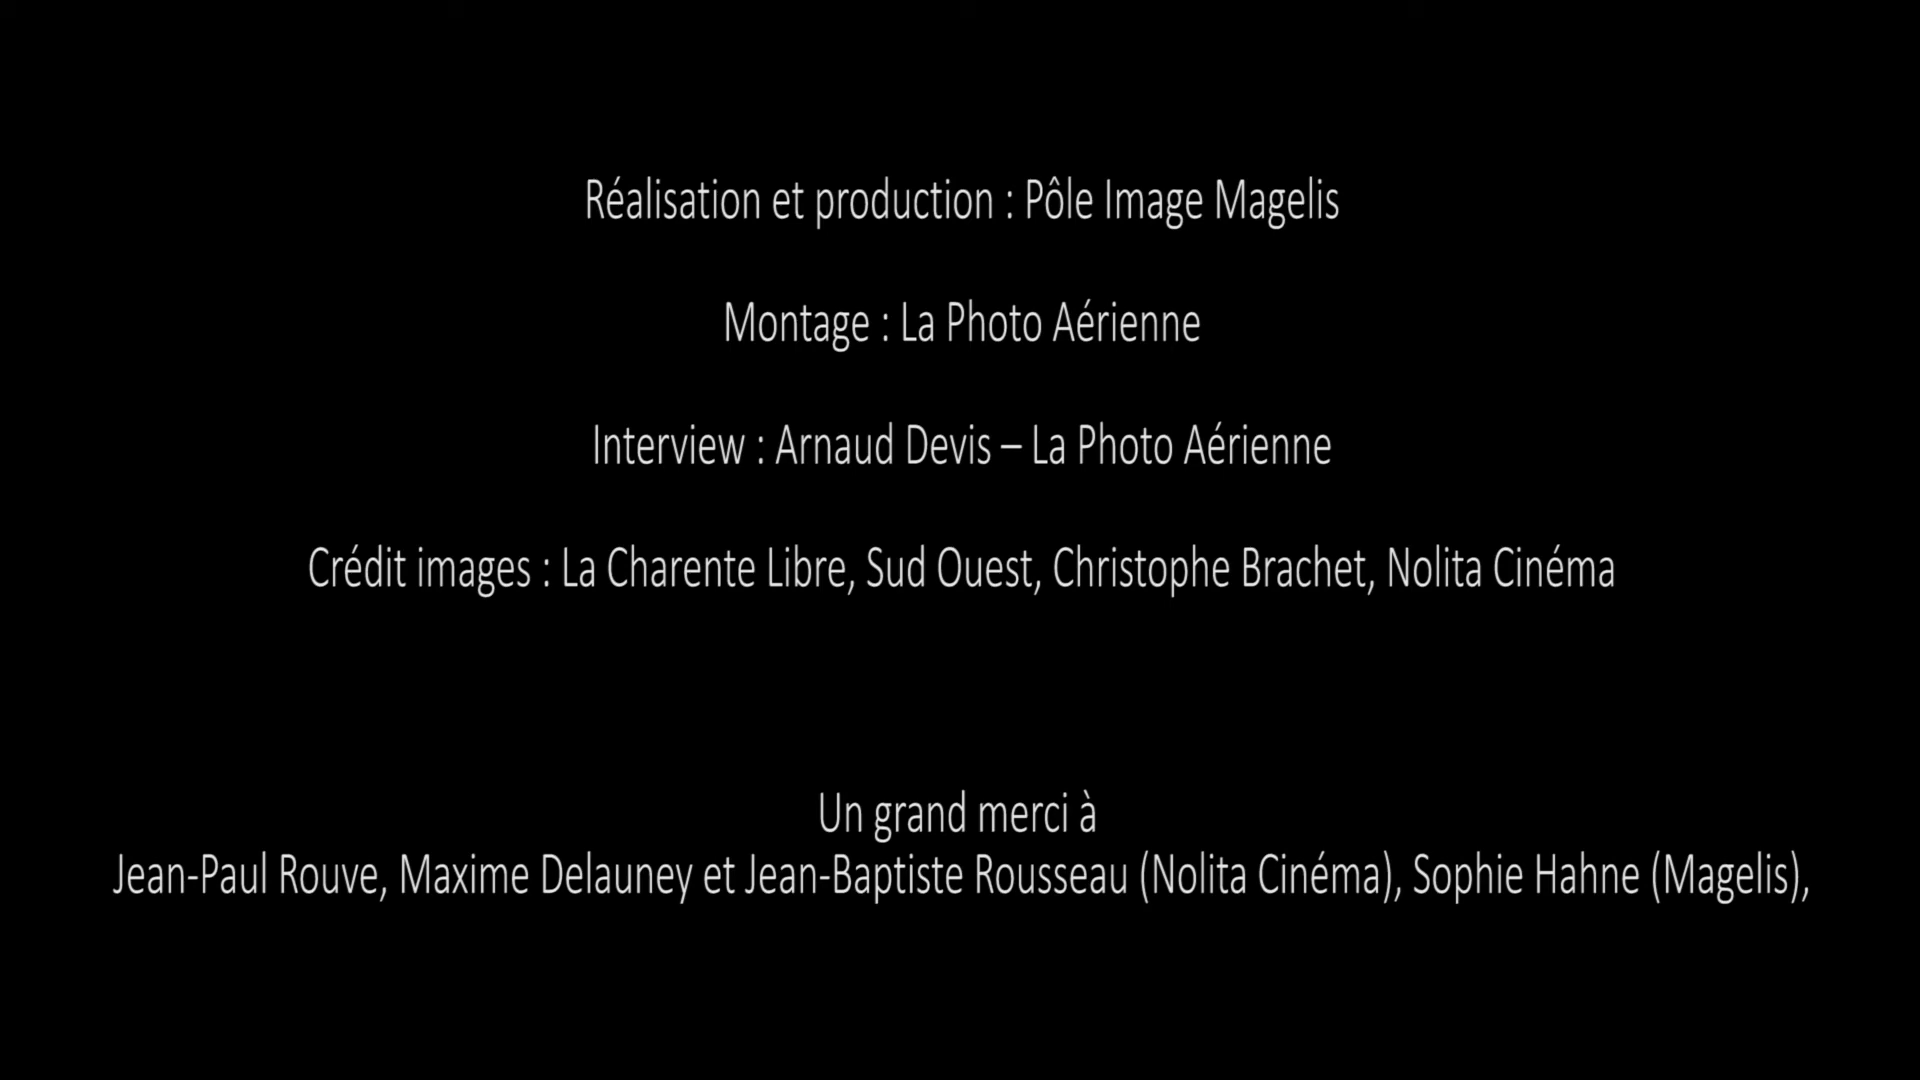 Réalisation et production : Pôle Image Magelis
Montage : La Photo Aérienne
Interview : Arnaud Devis – La Photo Aérienne
Crédit images : La Charente Libre, Sud Ouest, Christophe Brachet, Nolita Cinéma
Un grand merci à
Jean-Paul Rouve, Maxime Delauney et Jean-Baptiste Rousseau (Nolita Cinéma), Sophie Hahne (Magelis),